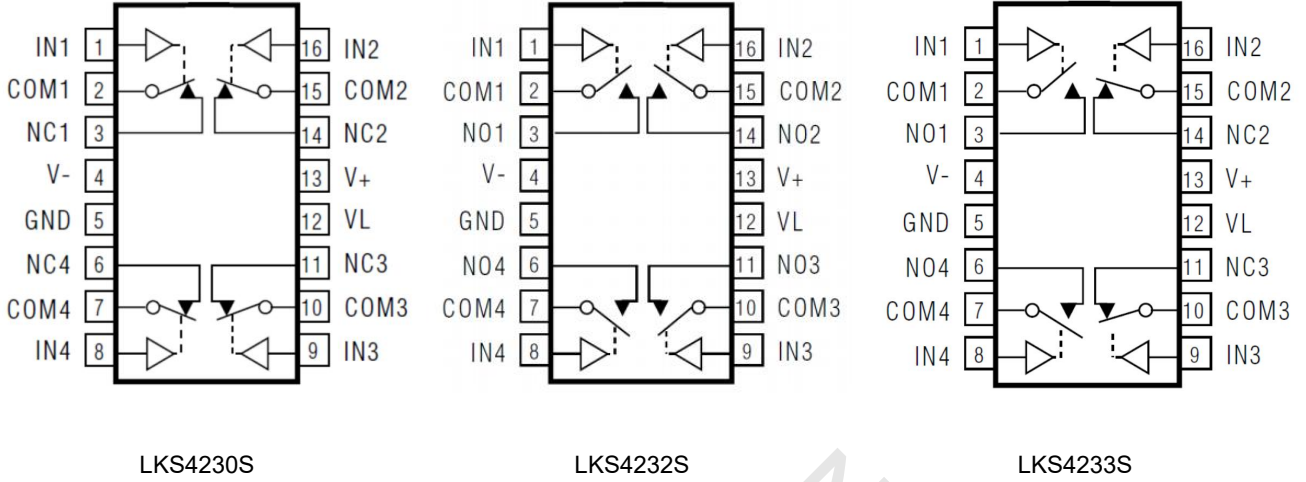 IN1 1 16 IN2 IN1 1 16 IN2 IN1 1 16 IN2
COM1 2 15 COM2 COM1 2 15 COM2 COM1 2 15 COM2
NC1 3 14 NC2 NO1 3 14 NO2 NO1 3 14 NC2
V- 4 13 V+ V- 4 13 V+ V- 4 13 V+
GND 5 12 VL GND 5 12 VL GND 5 12 VL
NC4 6 11 NC3 NO4 6 11 NO3 NO4 6 11 NC3
COM4 7 10 COM3 COM4 7 10 COM3 COM4 7 10 COM3
IN4 8 9 IN3 IN4 8 9 IN3 IN4 8 9 IN3
LKS4230S LKS4232S LKS4233S